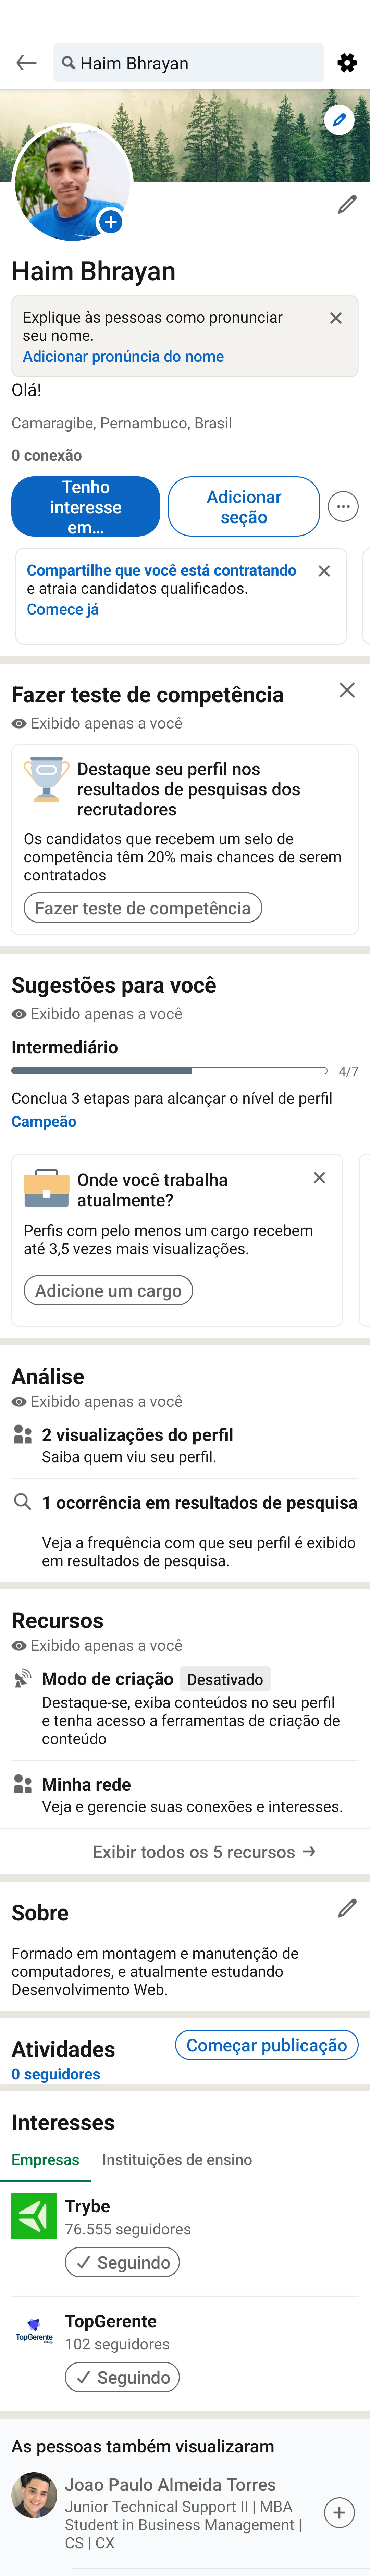 Haim Bhrayan
Haim Bhrayan
Explique às pessoas como pronunciar
seu nome.
Adicionar pronúncia do nome
Olá!
Camaragibe, Pernambuco, Brasil
0 conexão
Tenho
interesse
em...
Adicionar
seção
Compartilhe que você está contratando
e atraia candidatos qualificados.
Comece já
Fazer teste de competência
Exibido apenas a você
Destaque seu perfil nos
resultados de pesquisas dos
recrutadores
Os candidatos que recebem um selo de
competência têm 20% mais chances de serem
contratados
Fazer teste de competência
Sugestões para você
Exibido apenas a você
Intermediário
4/7
Conclua 3 etapas para alcançar o nível de perfil
Campeão
Onde você trabalha
atualmente?
Perfis com pelo menos um cargo recebem
até 3,5 vezes mais visualizações.
Adicione um cargo
Análise
Exibido apenas a você
2 visualizações do perfil
Saiba quem viu seu perfil.
1 ocorrência em resultados de pesquisa
Veja a frequência com que seu perfil é exibido
em resultados de pesquisa.
Recursos
Exibido apenas a você
Modo de criação Desativado
Destaque-se, exiba conteúdos no seu perfil
e tenha acesso a ferramentas de criação de
conteúdo
Minha rede
Veja e gerencie suas conexões e interesses.
Exibir todos os 5 recursos →
Sobre
Formado em montagem e manutenção de
computadores, e atualmente estudando
Desenvolvimento Web.
Atividades
Começar publicação
0 seguidores
Interesses
Empresas Instituições de ensino
Trybe
76.555 seguidores
✓ Seguindo
TopGerente
TopGerente
102 seguidores
✓ Seguindo
As pessoas também visualizaram
Joao Paulo Almeida Torres
Junior Technical Support II | MBA
Student in Business Management |
CS | CX